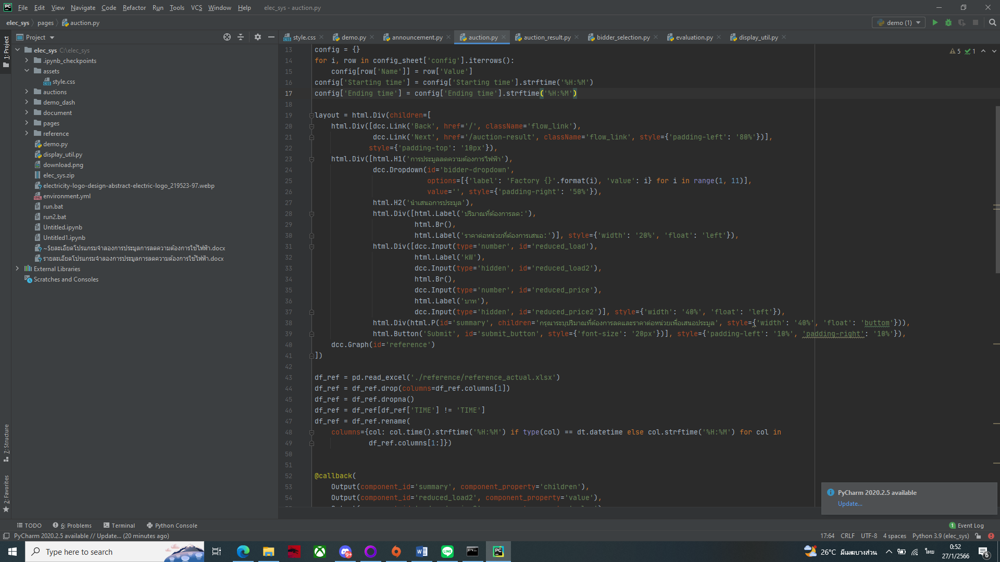 File Edit View Navigate Code Refactor Run Tools VCS Window Help elec_sys - auction.py
elec_sys pages auction.py demo (1)
1: Project
Project
style.css demo.py announcement.py auction.py auction_result.py bidder_selection.py evaluation.py display_util.py
elec_sys C:\elec_sys
.ipynb_checkpoints
assets
style.css
auctions
demo_dash
document
pages
reference
demo.py
display_util.py
download.png
elec_sys.zip
electricity-logo-design-abstract-electric-logo_219523-97.webp
environment.yml
run.bat
run2.bat
Untitled.ipynb
Untitled1.ipynb
~$ยละเอียดโปรแกรมจำลองการประมูลการลดความต้องการใช้ไฟฟ้า.docx
รายละเอียดโปรแกรมจำลองการประมูลการลดความต้องการใช้ไฟฟ้า.docx
External Libraries
Scratches and Consoles
5 1
13 config = {}
14 for i, row in config_sheet['config'].iterrows():
15 config[row['Name']] = row['Value']
16 config['Starting time'] = config['Starting time'].strftime('%H:%M')
17 config['Ending time'] = config['Ending time'].strftime('%H:%M')
18
19 layout = html.Div(children=[
20 html.Div([dcc.Link('Back', href='/', className='flow_link'),
21 dcc.Link('Next', href='/auction-result', className='flow_link', style={'padding-left': '80%'})],
22 style={'padding-top': '10px'}),
23 html.Div([html.H1('การประมูลลดความต้องการไฟฟ้า'),
24 dcc.Dropdown(id='bidder-dropdown',
25 options=[{'label': 'Factory {}'.format(i), 'value': i} for i in range(1, 11)],
26 value='', style={'padding-right': '50%'}),
27 html.H2('นำเสนอการประมูล'),
28 html.Div([html.Label('ปริมาณที่ต้องการลด:'),
29 html.Br(),
30 html.Label('ราคาต่อหน่วยที่ต้องการเสนอ:')], style={'width': '20%', 'float': 'left'}),
31 html.Div([dcc.Input(type='number', id='reduced_load'),
32 html.Label('kW'),
33 dcc.Input(type='hidden', id='reduced_load2'),
34 html.Br(),
35 dcc.Input(type='number', id='reduced_price'),
36 html.Label('บาท'),
37 dcc.Input(type='hidden', id='reduced_price2')], style={'width': '40%', 'float': 'left'}),
38 html.Div(html.P(id='summary', children='กรุณาระบุปริมาณที่ต้องการลดและราคาต่อหน่วยเพื่อเสนอประมูล', style={'width': '40%', 'float': 'buttom'})),
39 html.Button('Submit', id='submit_button', style={'font-size': '20px'})], style={'padding-left': '10%', 'padding-right': '10%'}),
40 dcc.Graph(id='reference')
41 ])
42
43 df_ref = pd.read_excel('./reference/reference_actual.xlsx')
44 df_ref = df_ref.drop(columns=df_ref.columns[1])
45 df_ref = df_ref.dropna()
46 df_ref = df_ref[df_ref['TIME'] != 'TIME']
47 df_ref = df_ref.rename(
48 columns={col: col.time().strftime('%H:%M') if type(col) == dt.datetime else col.strftime('%H:%M') for col in
49 df_ref.columns[1:]})
50
51
52 @callback(
53 Output(component_id='summary', component_property='children'),
54 Output(component_id='reduced_load2', component_property='value'),
7: Structure
2: Favorites
PyCharm 2020.2.5 available
Update...
TODO 6: Problems Terminal Python Console 1 Event Log
PyCharm 2020.2.5 available // Update... (20 minutes ago) 17:64 CRLF UTF-8 4 spaces Python 3.9 (elec_sys)
Type here to search 9+ 26°C มีเมฆบางส่วน ไทย 0:52
27/1/2566 6